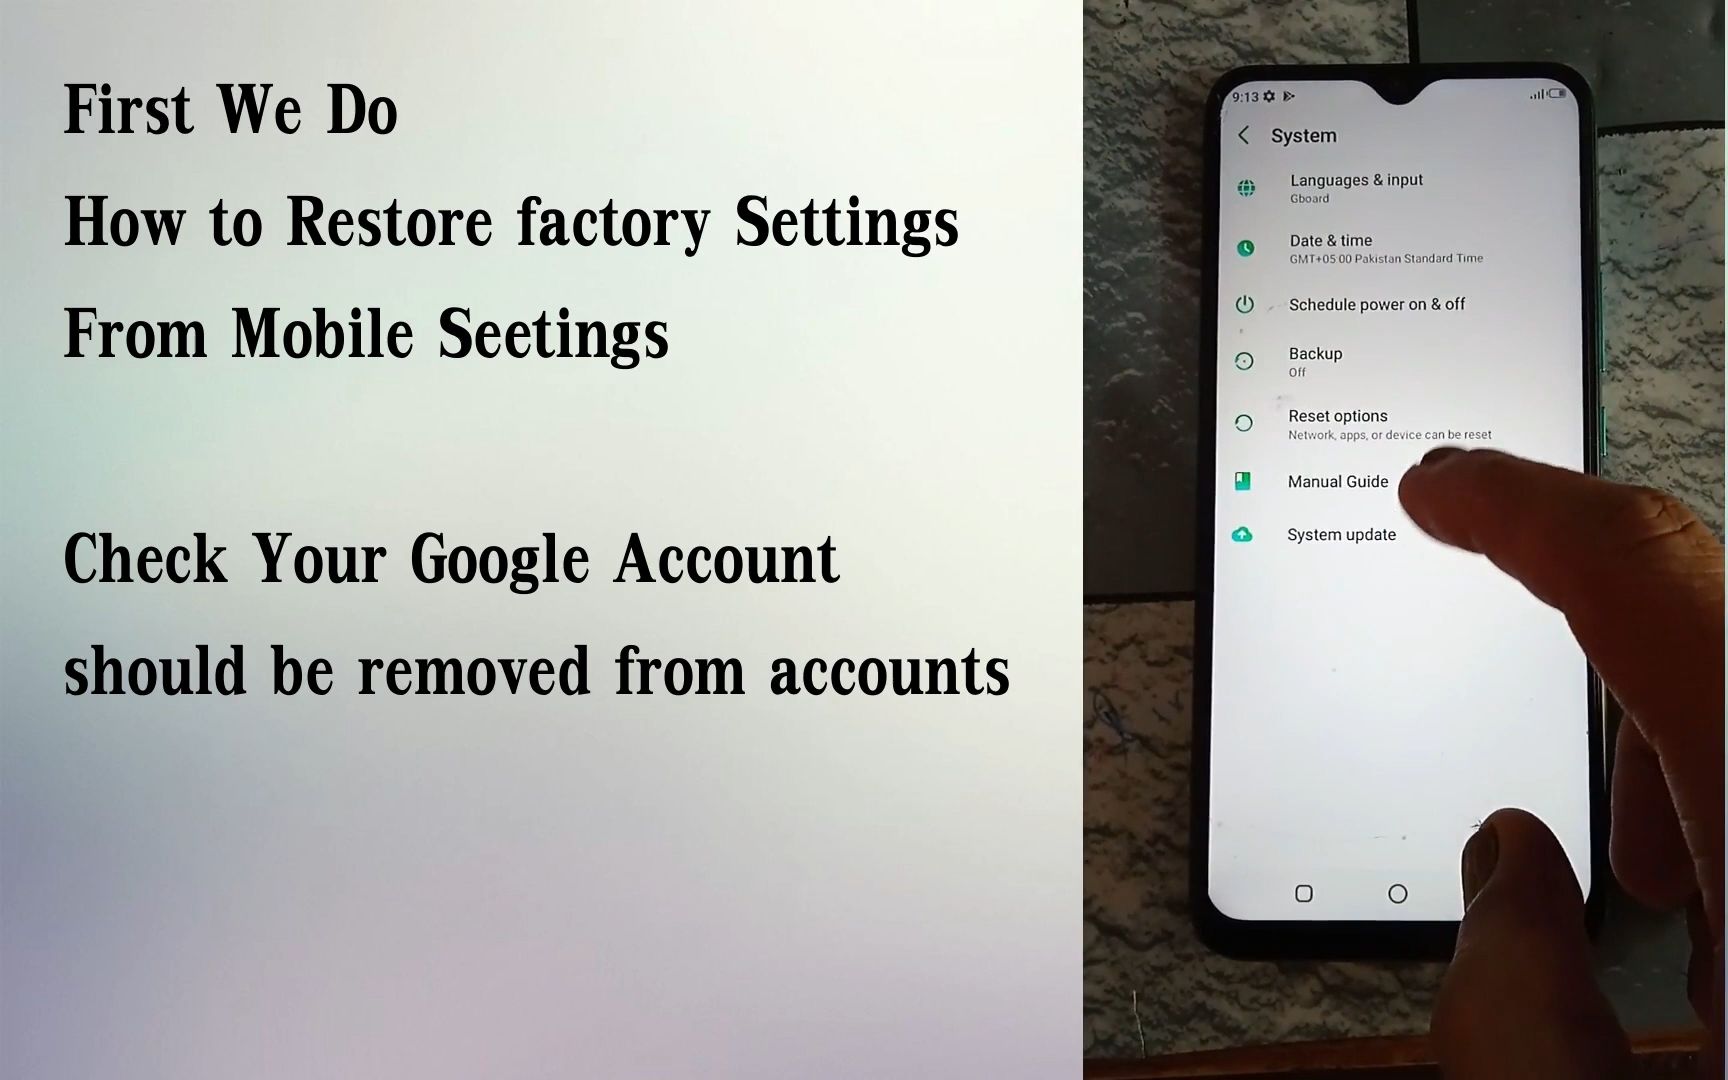 First We Do
How to Restore factory Settings
From Mobile Seetings
Check Your Google Account
should be removed from accounts
9:13
System
Languages & input
Gboard
Date & time
GMT+05:00 Pakistan Standard Time
Schedule power on & off
Backup
Off
Reset options
Network, apps, or device can be reset
Manual Guide
System update